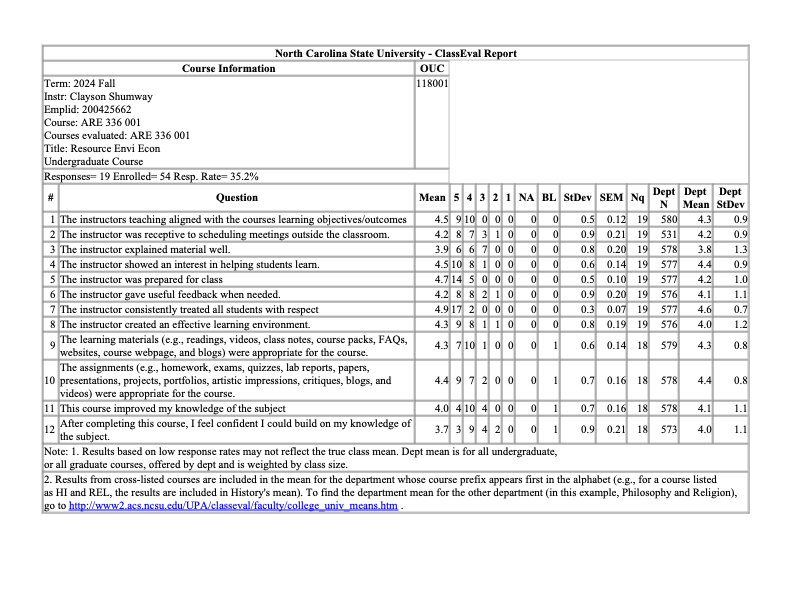 North Carolina State University - ClassEval Report
Course Information OUC
Term: 2024 Fall 118001
Instr: Clayson Shumway
Emplid: 200425662
Course: ARE 336 001
Courses evaluated: ARE 336 001
Title: Resource Envi Econ
Undergraduate Course
Responses= 19 Enrolled= 54 Resp. Rate= 35.2%
# Question Mean 5 4 3 2 1 NA BL StDev SEM Nq Dept N Dept Mean Dept StDev
1 The instructors teaching aligned with the courses learning objectives/outcomes 4.5 9 10 0 0 0 0 0 0.5 0.12 19 580 4.3 0.9
2 The instructor was receptive to scheduling meetings outside the classroom. 4.2 8 7 3 1 0 0 0 0.9 0.21 19 531 4.2 0.9
3 The instructor explained material well. 3.9 6 6 7 0 0 0 0 0.8 0.20 19 578 3.8 1.3
4 The instructor showed an interest in helping students learn. 4.5 10 8 1 0 0 0 0 0.6 0.14 19 577 4.4 0.9
5 The instructor was prepared for class 4.7 14 5 0 0 0 0 0 0.5 0.10 19 577 4.2 1.0
6 The instructor gave useful feedback when needed. 4.2 8 8 2 1 0 0 0 0.9 0.20 19 576 4.1 1.1
7 The instructor consistently treated all students with respect 4.9 17 2 0 0 0 0 0 0.3 0.07 19 577 4.6 0.7
8 The instructor created an effective learning environment. 4.3 9 8 1 1 0 0 0 0.8 0.19 19 576 4.0 1.2
9 The learning materials (e.g., readings, videos, class notes, course packs, FAQs,
websites, course webpage, and blogs) were appropriate for the course. 4.3 7 10 1 0 0 0 1 0.6 0.14 18 579 4.3 0.8
10 The assignments (e.g., homework, exams, quizzes, lab reports, papers,
presentations, projects, portfolios, artistic impressions, critiques, blogs, and
videos) were appropriate for the course. 4.4 9 7 2 0 0 0 1 0.7 0.16 18 578 4.4 0.8
11 This course improved my knowledge of the subject 4.0 4 10 4 0 0 0 1 0.7 0.16 18 578 4.1 1.1
12 After completing this course, I feel confident I could build on my knowledge of
the subject. 3.7 3 9 4 2 0 0 1 0.9 0.21 18 573 4.0 1.1
Note: 1. Results based on low response rates may not reflect the true class mean. Dept mean is for all undergraduate,
or all graduate courses, offered by dept and is weighted by class size.
2. Results from cross-listed courses are included in the mean for the department whose course prefix appears first in the alphabet (e.g., for a course listed
as HI and REL, the results are included in History's mean). To find the department mean for the other department (in this example, Philosophy and Religion),
go to http://www2.acs.ncsu.edu/UPA/classeval/faculty/college_univ_means.htm .